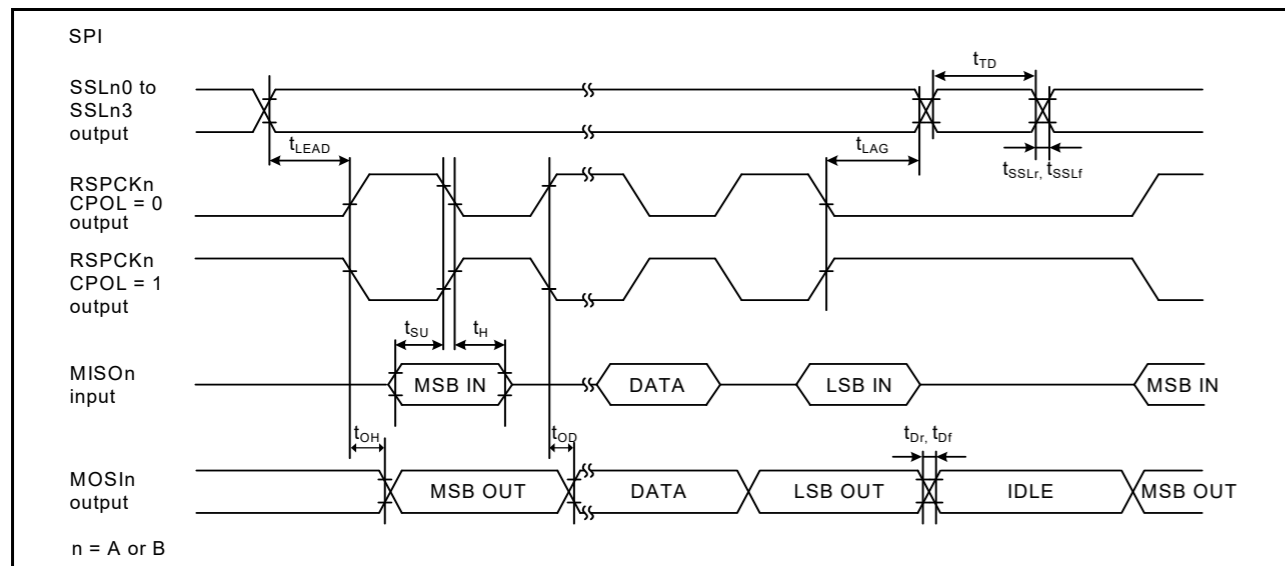 SPI
SSLn0 to
SSLn3
output
tTD
tLEAD
tLAG
tSSLr, tSSLf
RSPCKn
CPOL = 0
output
RSPCKn
CPOL = 1
output
tSU
tH
MISOn
input
MSB IN
DATA
LSB IN
MSB IN
tOH
tOD
tDr, tDf
MOSIn
output
MSB OUT
DATA
LSB OUT
IDLE
MSB OUT
n = A or B